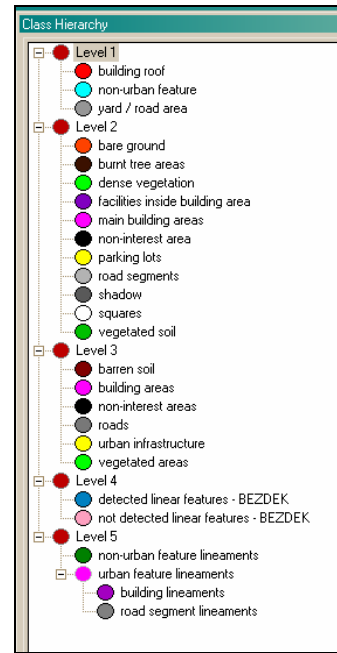 Class Hierarchy
Level 1
building roof
non-urban feature
yard / road area
Level 2
bare ground
burnt tree areas
dense vegetation
facilities inside building area
main building areas
non-interest area
parking lots
road segments
shadow
squares
vegetated soil
Level 3
barren soil
building areas
non-interest areas
roads
urban infrastructure
vegetated areas
Level 4
detected linear features - BEZDEK
not detected linear features - BEZDEK
Level 5
non-urban feature lineaments
urban feature lineaments
building lineaments
road segment lineaments